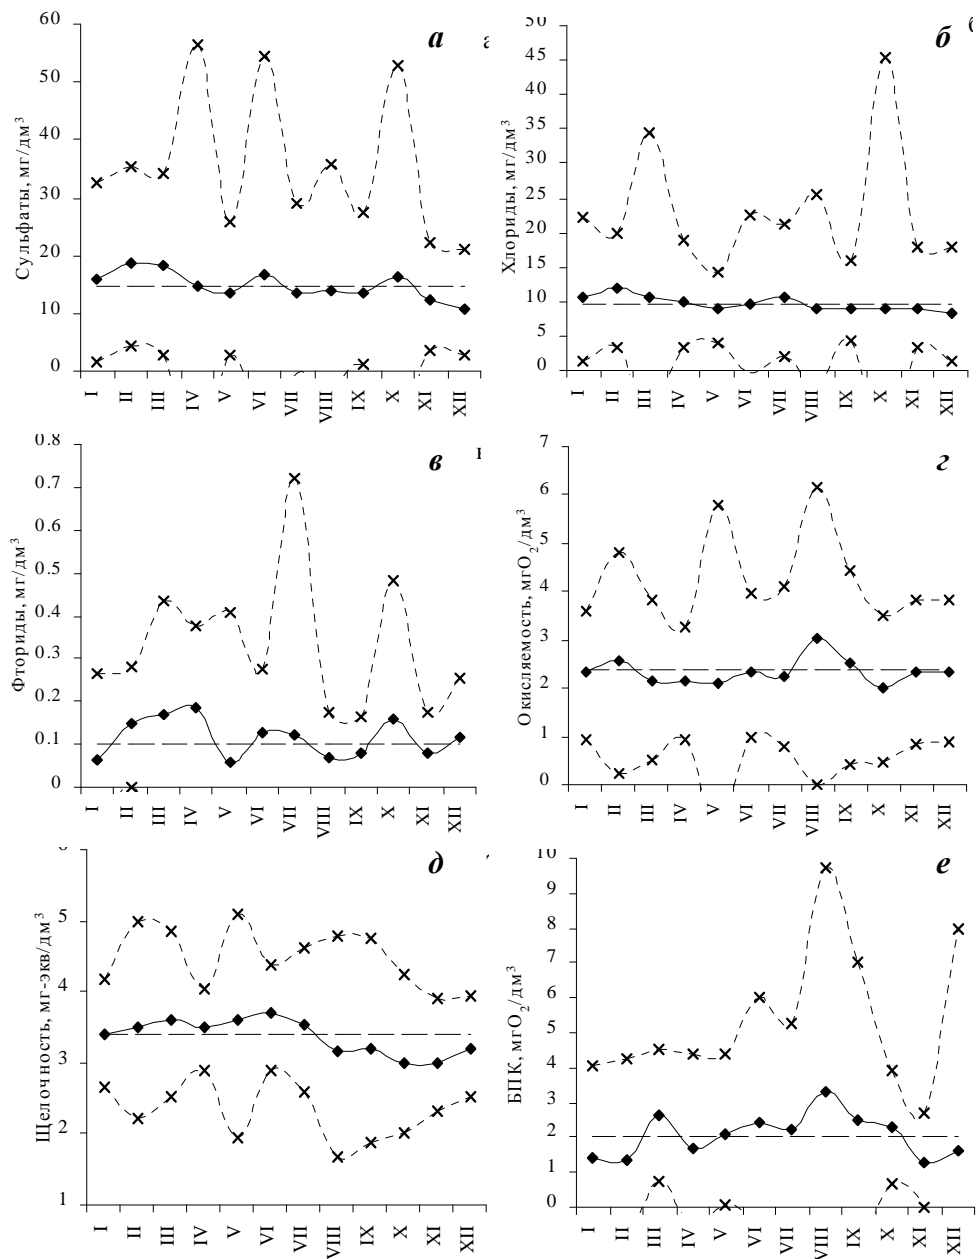 а
Сульфаты, мг/дм³
60
50
40
30
20
10
0
I II III IV V VI VII VIII IX X XI XII
б
б
Хлориды, мг/дм³
50
45
40
35
30
25
20
15
10
5
0
I II III IV V VI VII VIII IX X XI XII
в
Фториды, мг/дм³
0.8
0.7
0.6
0.5
0.4
0.3
0.2
0.1
0
I II III IV V VI VII VIII IX X XI XII
г
Окисляемость, мгО₂/дм³
7
6
5
4
3
2
1
0
I II III IV V VI VII VIII IX X XI XII
д
Щелочность, мг-экв/дм³
5
4
3
2
1
I II III IV V VI VII VIII IX X XI XII
е
БПК, мгО₂/дм³
10
9
8
7
6
5
4
3
2
1
0
I II III IV V VI VII VIII IX X XI XII